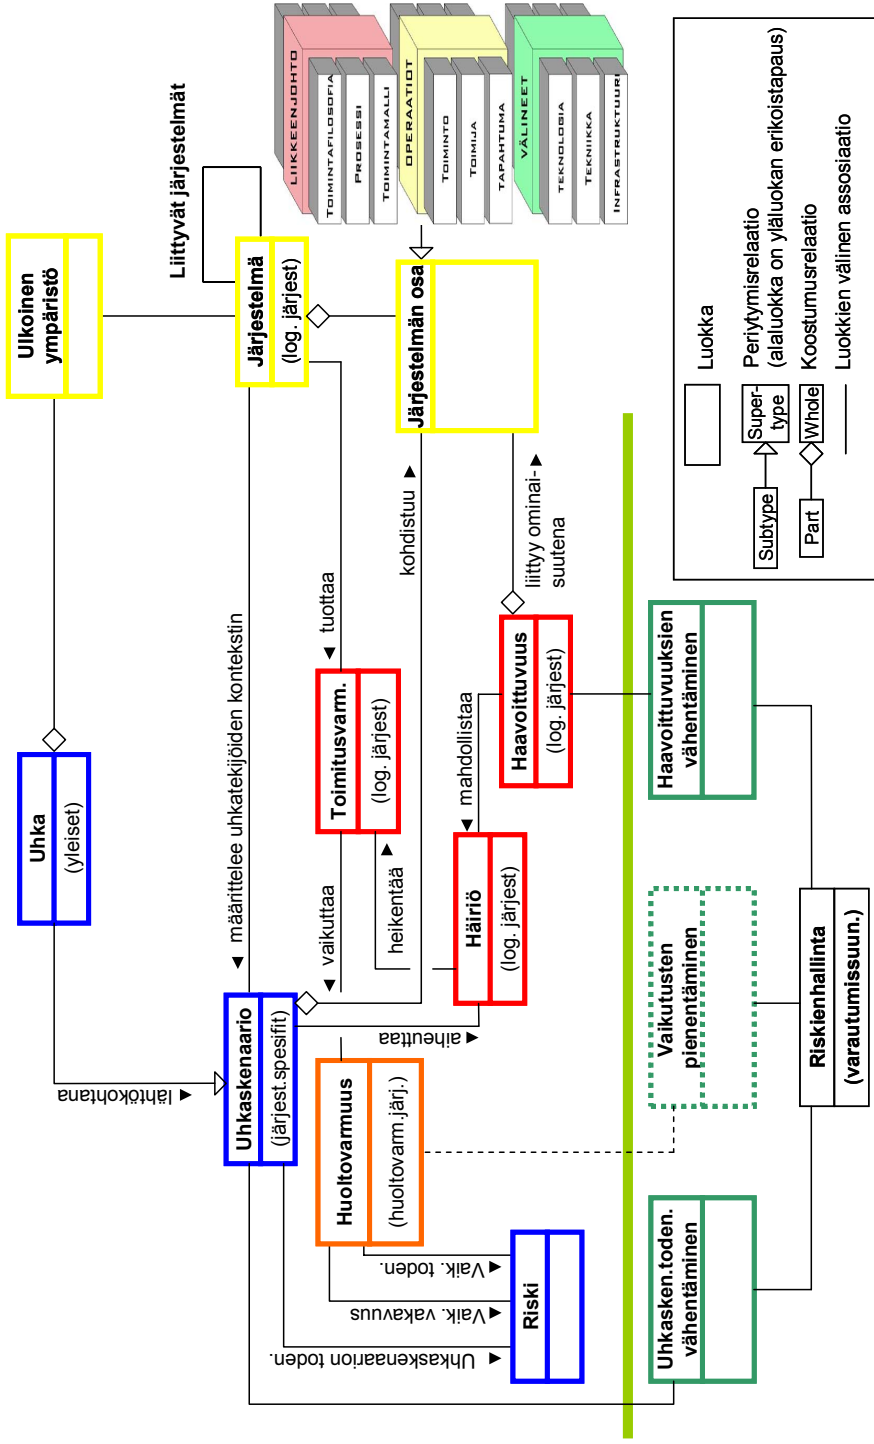 Uhka
(yleiset)
Ulkoinen
ympäristö
Liittyvät järjestelmät
◄ lähtökohtana
◄ määrittelee uhkatekijöiden kontekstin
Uhkaskenaario
(järjest.spesifit)
Järjestelmä
(log. järjest)
◄ vaikuttaa
◄ tuottaa
Huoltovarmuus
(huoltovarm.järj.)
Toimitusvarm.
(log. järjest)
heikentää ►
kohdistuu ►
Järjestelmän osa
LIIKKEENJOHTO
TOIMINTAFILOSOFIA
PROSESSI
TOIMINTAMALLI
OPERAATIOT
TOIMINTO
TOIMIJA
TAPAHTUMA
VÄLINEET
TEKNOLOGIA
TEKNIIKKA
INFRASTRUKTUURI
◄ Uhkaskenaarion toden.
◄ Vaik. vakavuus
◄ Vaik. toden.
◄ aiheuttaa
Riski
Häiriö
(log. järjest)
◄ mahdollistaa
Haavoittuvuus
(log. järjest)
liittyy ominai- ►
suutena
Uhkasken.toden.
vähentäminen
Vaikutusten
pienentäminen
Haavoittuvuuksien
vähentäminen
Riskienhallinta
(varautumissuun.)
Luokka
Subtype
Super-
type
Periytymisrelaatio
(alaluokka on yläluokan erikoistapaus)
Part
Whole
Koostumusrelaatio
Luokkien välinen assosiaatio